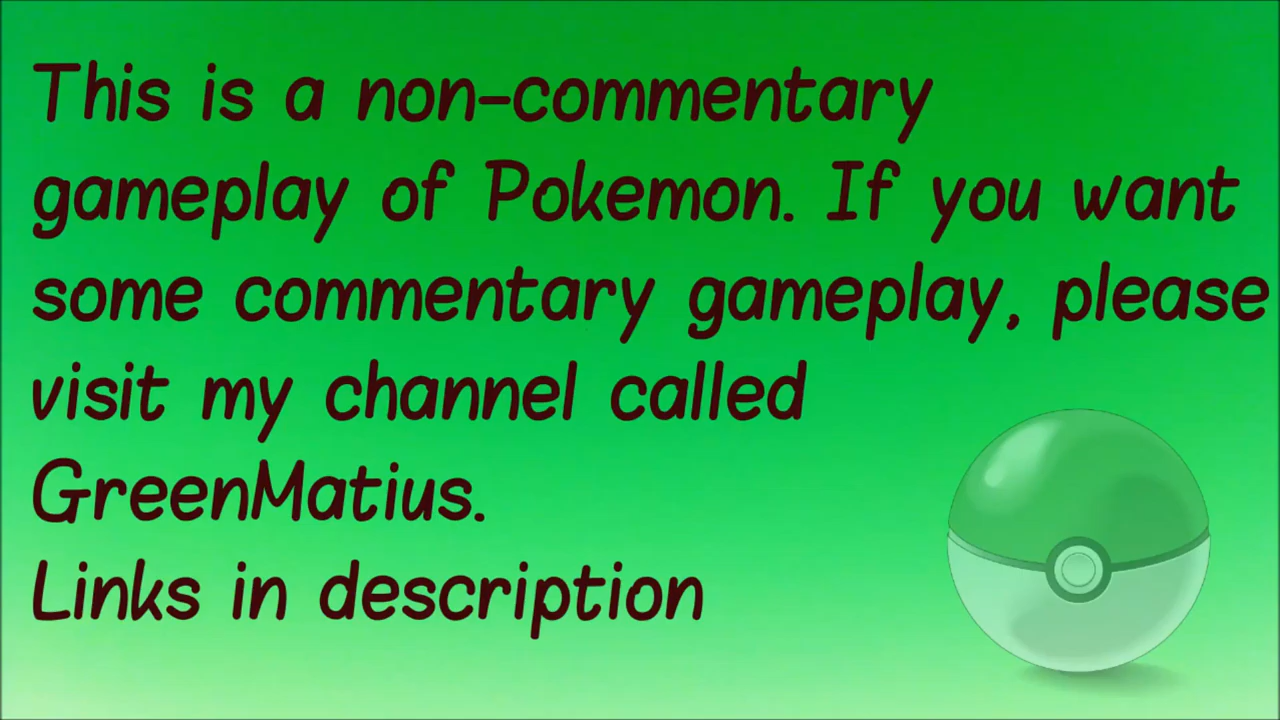 This is a non-commentary
gameplay of Pokemon. If you want
some commentary gameplay, please
visit my channel called
GreenMatius.
Links in description